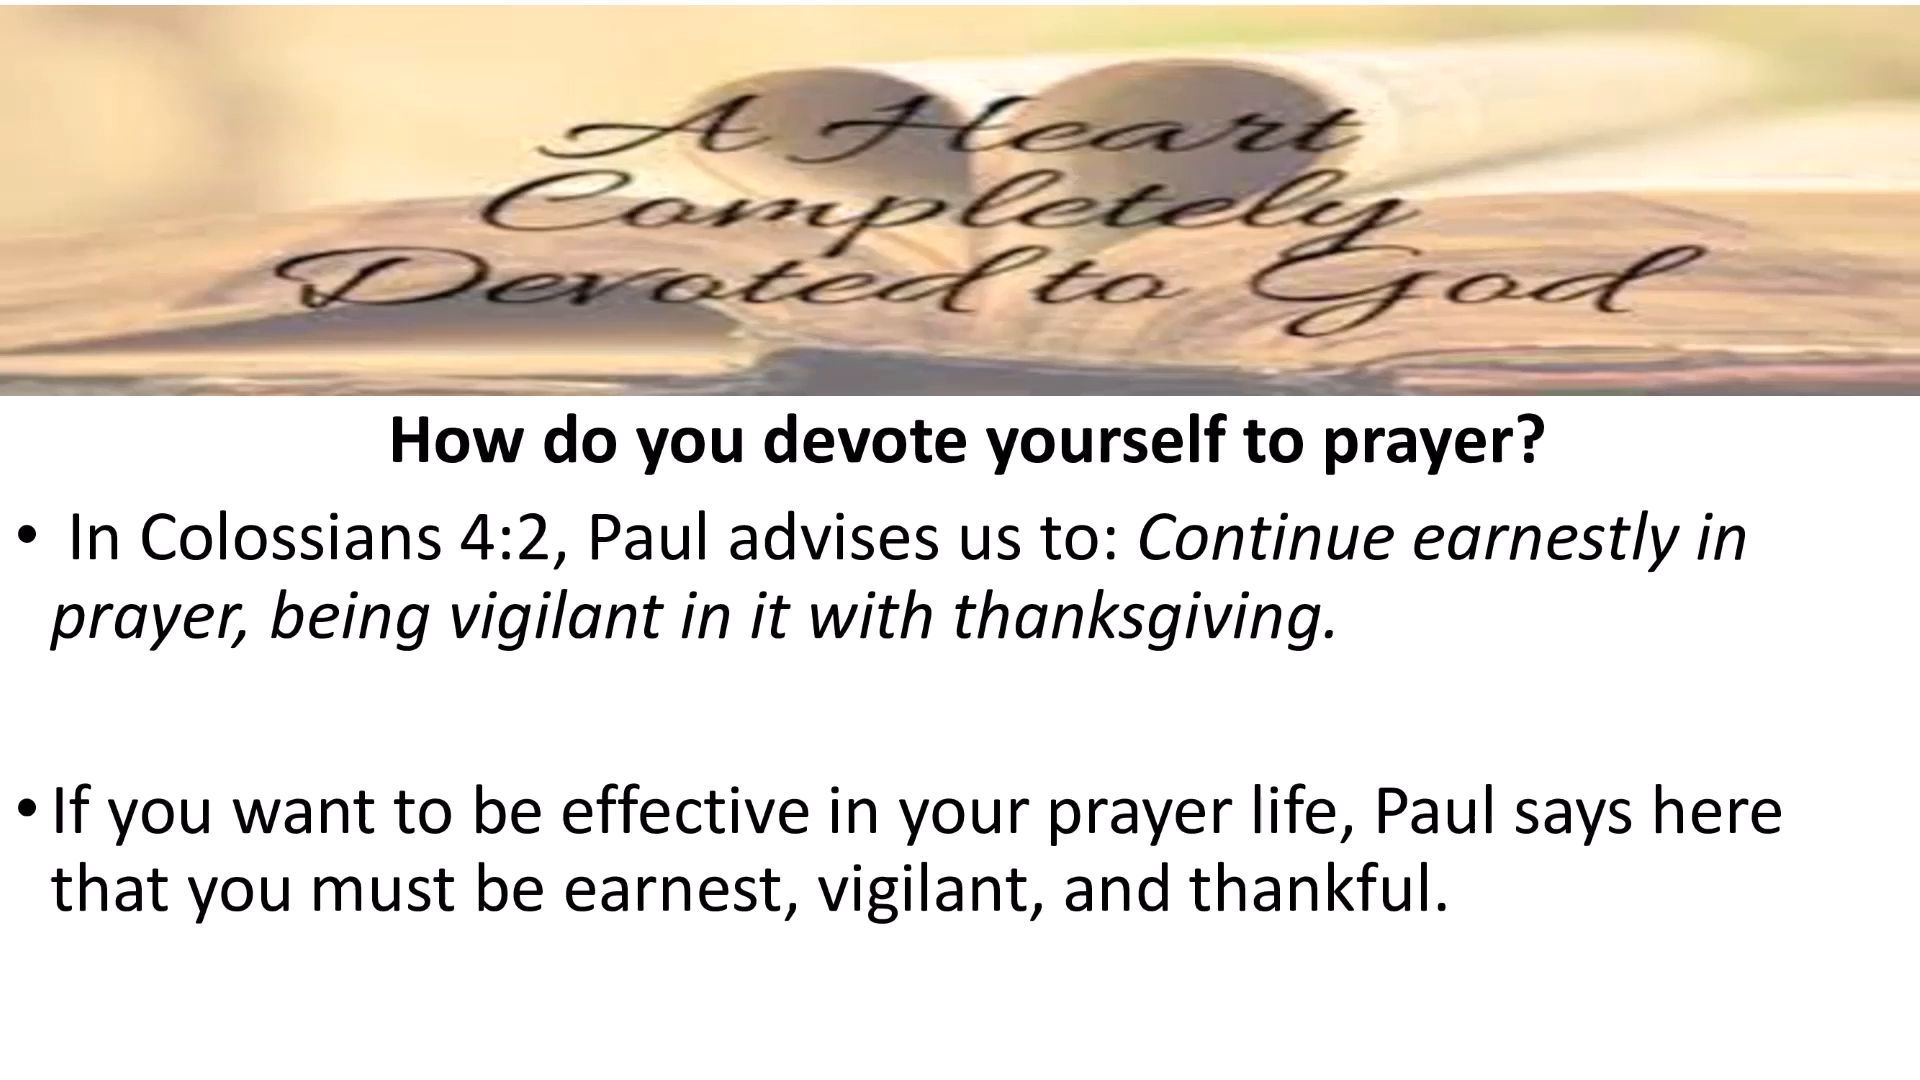 A Heart
Completely
Devoted to God
How do you devote yourself to prayer?
• In Colossians 4:2, Paul advises us to: Continue earnestly in
prayer, being vigilant in it with thanksgiving.
• If you want to be effective in your prayer life, Paul says here
that you must be earnest, vigilant, and thankful.